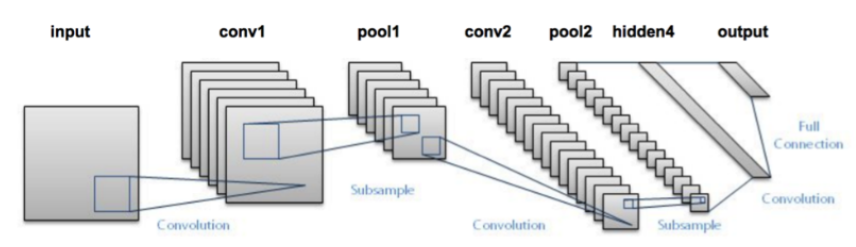 input conv1 pool1 conv2 pool2 hidden4 output
Full
Connection
Subsample
Convolution
Convolution
Convolution
Subsample